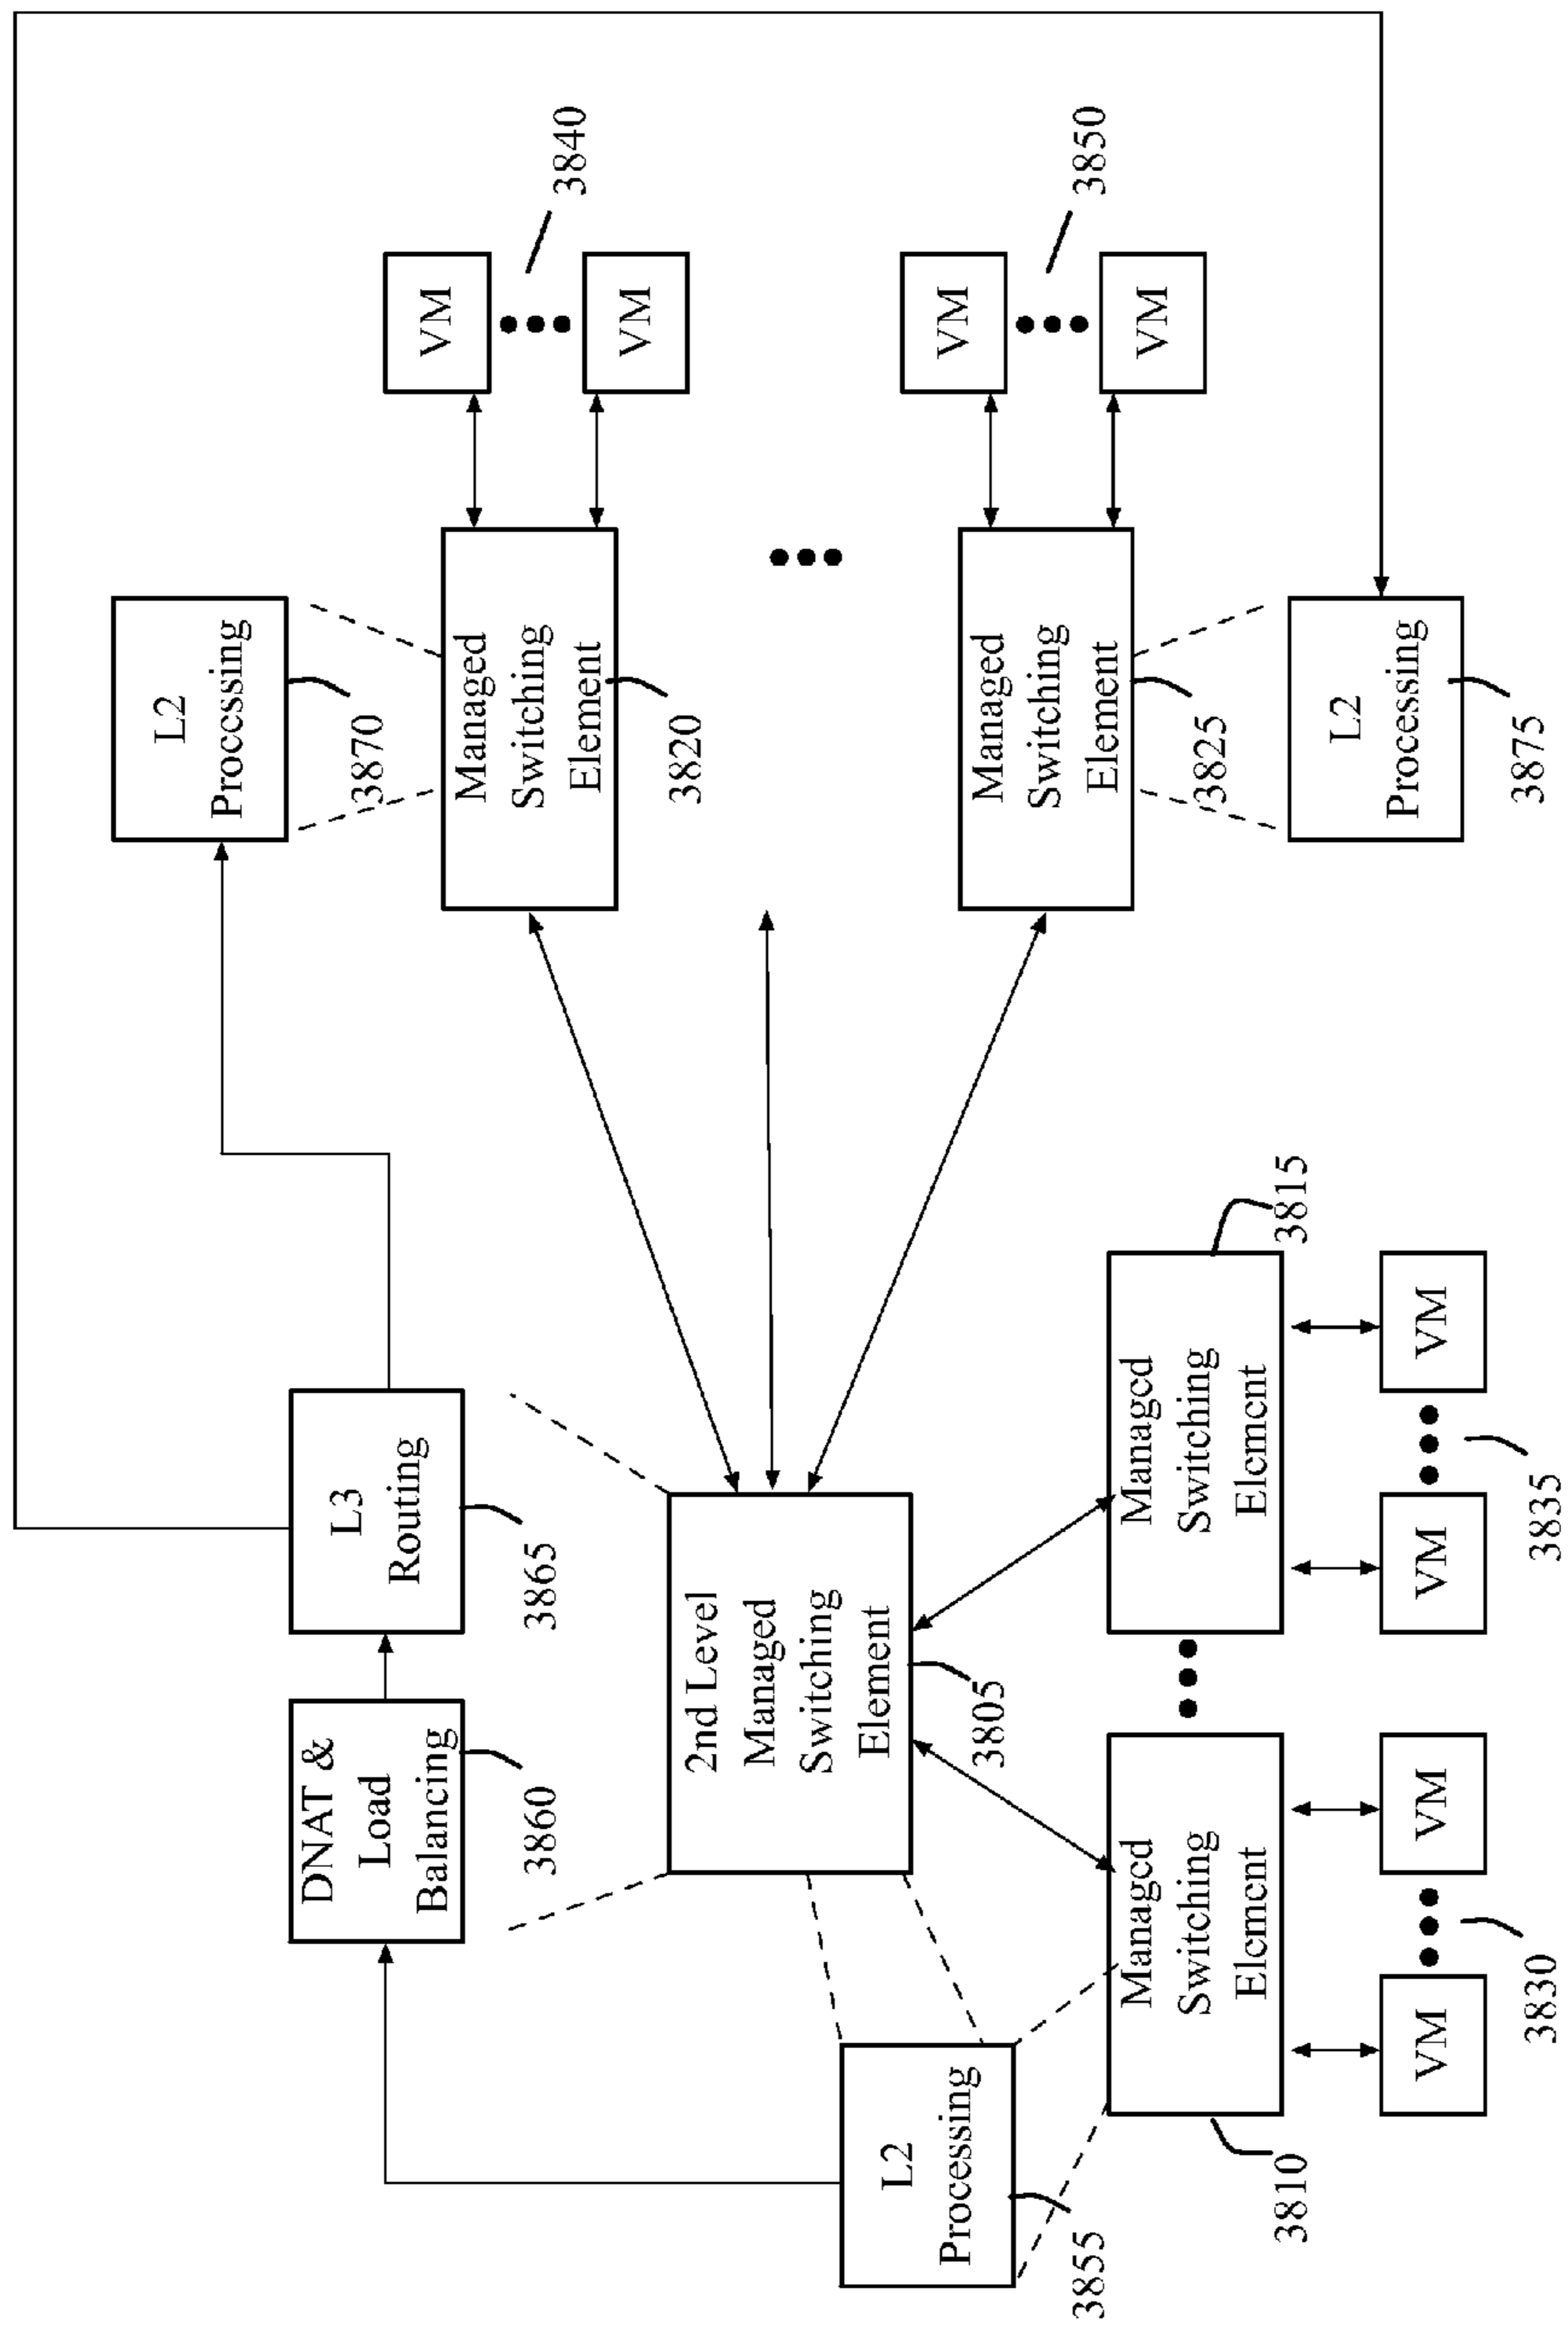 L2
Processing
3870
DNAT &
Load
Balancing
3860
L3
Routing
3865
VM
VM
3840
Managed
Switching
Element
3820
2nd Level
Managed
Switching
Element
3805
L2
Processing
3855
VM
VM
3850
Managed
Switching
Element
3825
Managed
Switching
Element
3810
Managed
Switching
Element
3815
L2
Processing
3875
VM
VM
3830
VM
VM
3835